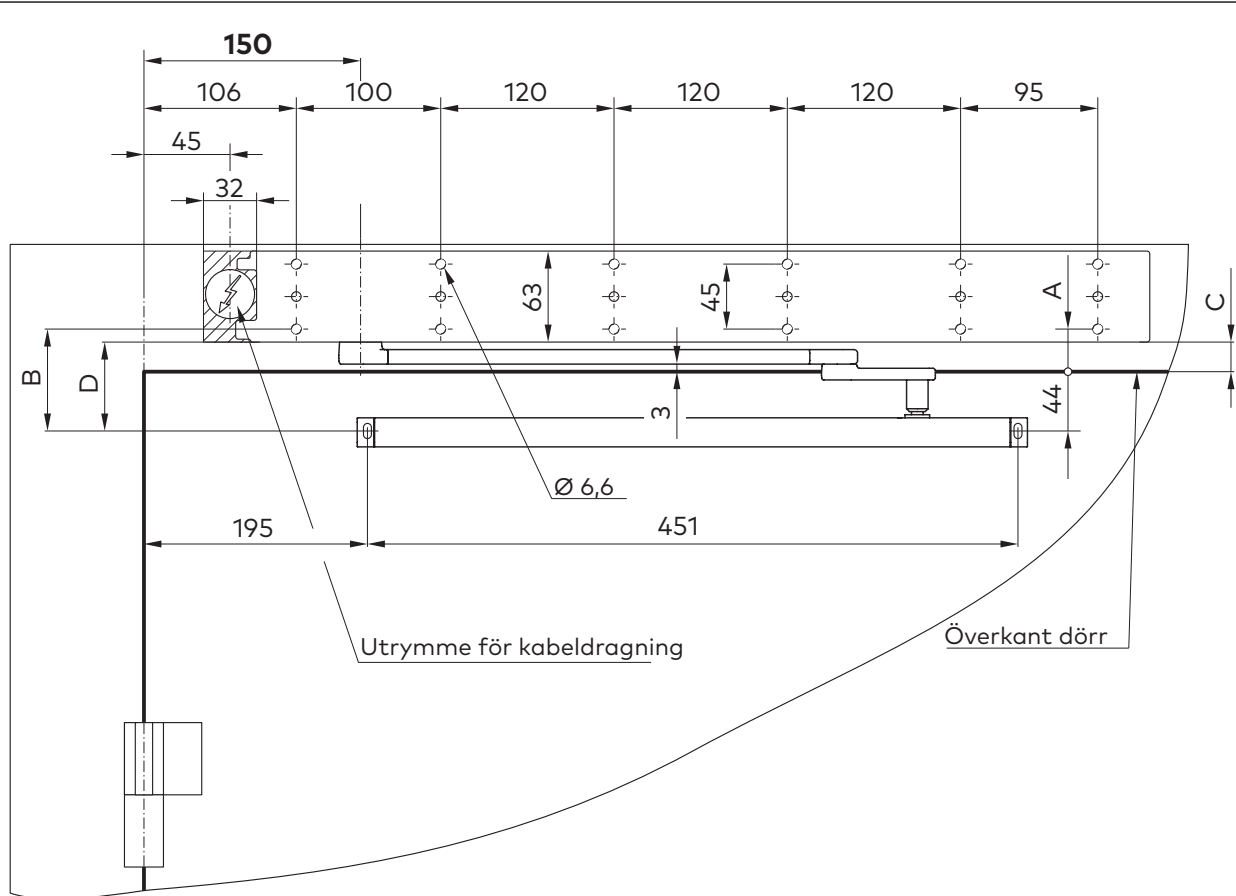 150
106 100 120 120 120 95
45
32
63
45
A
C
B
D
3
44
Ø 6,6
195 451
Utrymme för kabeldragning
Överkant dörr